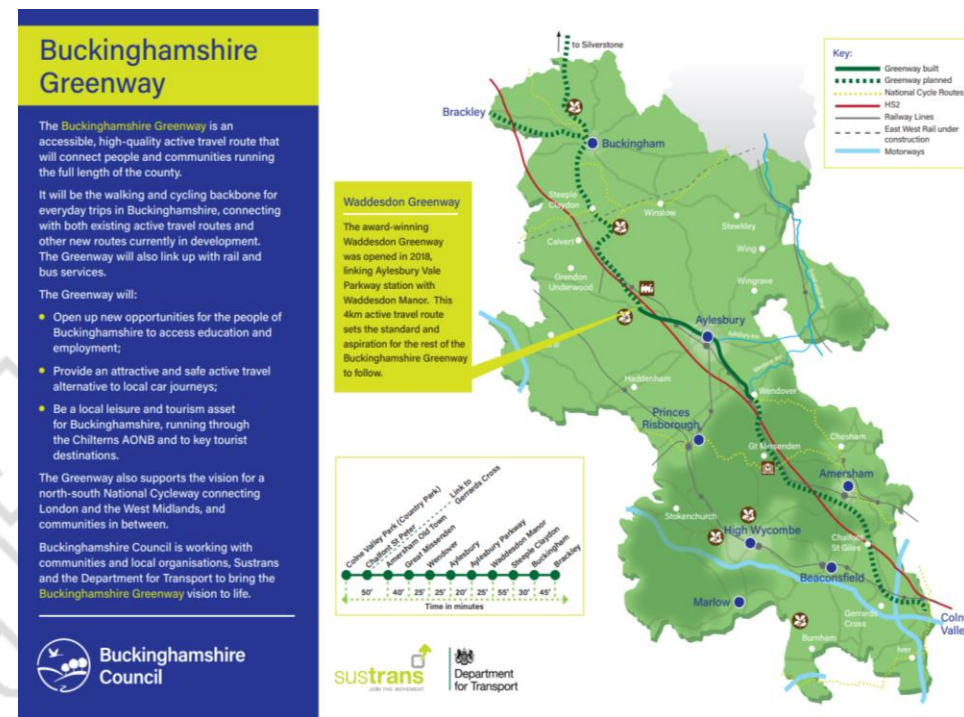 Buckinghamshire
Greenway
The Buckinghamshire Greenway is an
accessible, high-quality active travel route that
will connect people and communities running
the full length of the county.
It will be the walking and cycling backbone for
everyday trips in Buckinghamshire, connecting
with both existing active travel routes and
other new routes currently in development.
The Greenway will also link up with rail and
bus services.
The Greenway will:
Open up new opportunities for the people of
Buckinghamshire to access education and
employment;
Provide an attractive and safe active travel
alternative to local car journeys;
Be a local leisure and tourism asset
for Buckinghamshire, running through
the Chilterns AONB and to key tourist
destinations.
The Greenway also supports the vision for a
north-south National Cycleway connecting
London and the West Midlands, and
communities in between.
Buckinghamshire Council is working with
communities and local organisations, Sustrans
and the Department for Transport to bring the
Buckinghamshire Greenway vision to life.
Buckinghamshire
Council
Waddesdon Greenway
The award-winning
Waddesdon Greenway
was opened in 2018,
linking Aylesbury Vale
Parkway station with
Waddesdon Manor. This
4km active travel route
sets the standard and
aspiration for the rest of the
Buckinghamshire Greenway
to follow.
to Silverstone
Brackley
Buckingham
Steeple
Claydon
Winslow
Stewkley
Calvert
Wing
Grendon
Underwood
Wingrave
Aylesbury
Haddenham
Wendover
Princes
Risborough
Gt Missenden
Chesham
Amersham
Stokenchurch
High Wycombe
Chalfont
St Giles
Beaconsfield
Marlow
Gerrards
Cross
Coln
Valle
Burnham
Iver
Key:
Greenway built
Greenway planned
National Cycle Routes
HS2
Railway Lines
East West Rail under
construction
Motorways
Colne Valley Park (Country Park)
Chalfont St Peter
Link to
Gerrards Cross
Amersham Old Town
Great Missenden
Wendover
Aylesbury
Aylesbury Parkway
Waddesdon Manor
Steeple Claydon
Buckingham
Brackley
50' 40' 25' 25' 20' 25' 55' 30' 45'
Time in minutes
sustrans
JOIN THE MOVEMENT
Department
for Transport